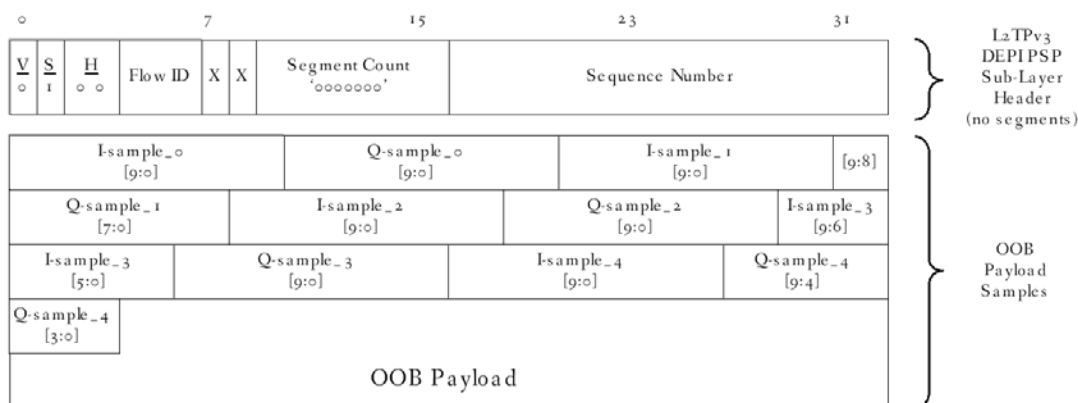 0 7 15 23 31
V S H Flow ID X X Segment Count Sequence Number
0 1 0 0 '0000000'
L2TPv3
DEPI PSP
Sub-Layer
Header
(no segments)
I-sample_0 Q-sample_0 I-sample_1
[9:0] [9:0] [9:0] [9:8]
Q-sample_1 I-sample_2 Q-sample_2 I-sample_3
[7:0] [9:0] [9:0] [9:6]
I-sample_3 Q-sample_3 I-sample_4 Q-sample_4
[5:0] [9:0] [9:0] [9:4]
Q-sample_4
[3:0]
OOB Payload
OOB
Payload
Samples